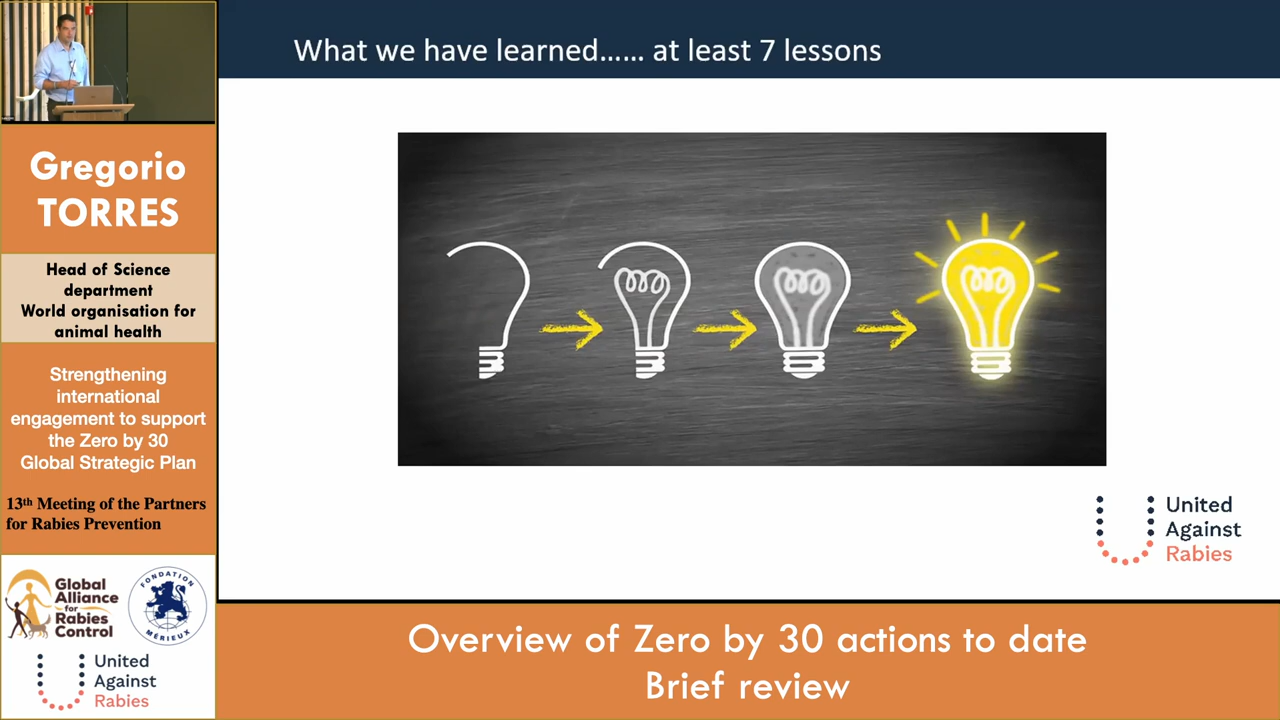 What we have learned…… at least 7 lessons
Gregorio
TORRES
Head of Science
department
World organisation for
animal health
Strengthening
international
engagement to support
the Zero by 30
Global Strategic Plan
13th Meeting of the Partners
for Rabies Prevention
Global
Alliance
for
Rabies
Control
FONDATION
MÉRIEUX
United
Against
Rabies
United
Against
Rabies
Overview of Zero by 30 actions to date
Brief review